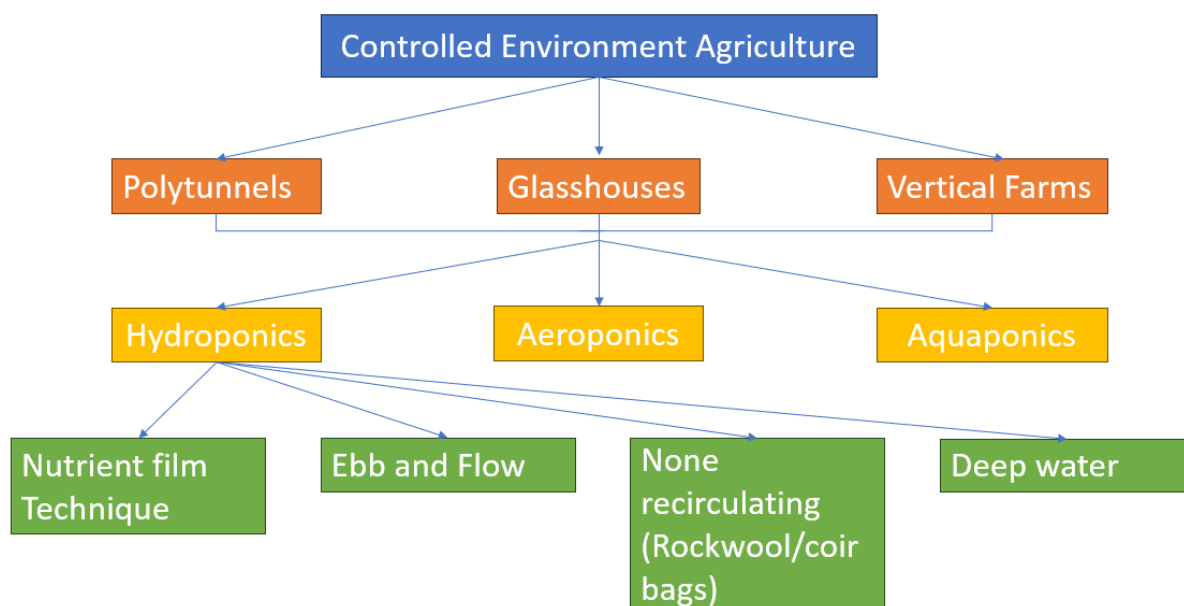 Controlled Environment Agriculture
Polytunnels
Glasshouses
Vertical Farms
Hydroponics
Aeroponics
Aquaponics
Nutrient film
Technique
Ebb and Flow
None
recirculating
(Rockwool/coir
bags)
Deep water